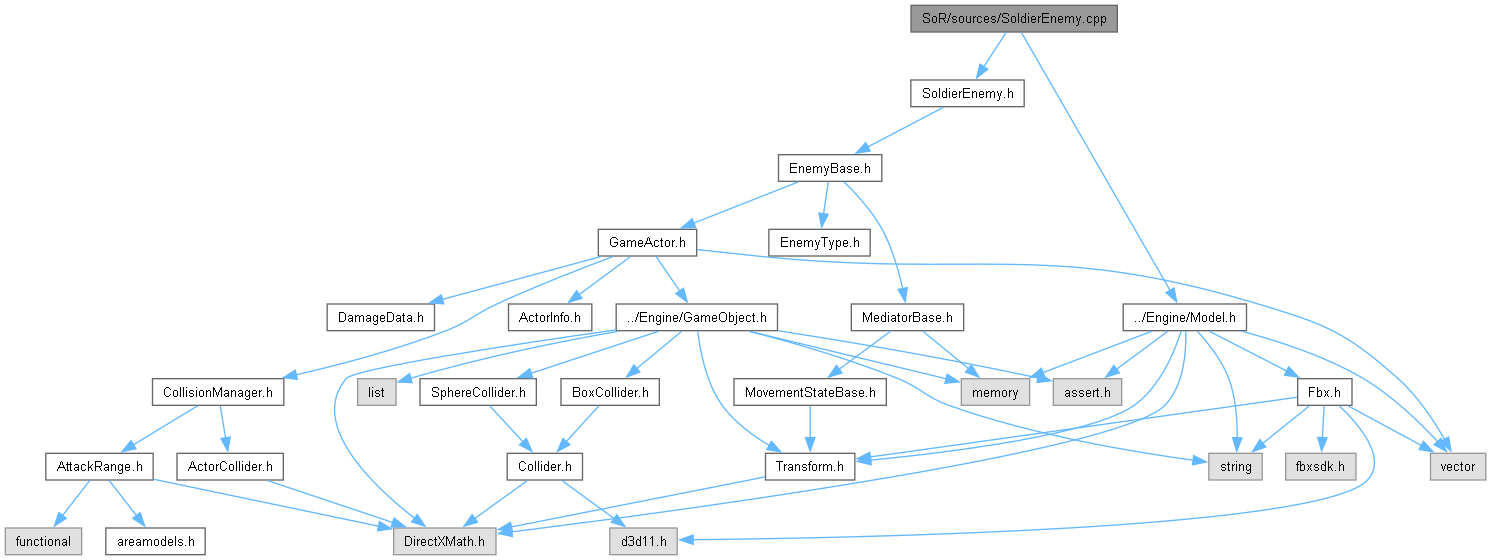 SoR/sources/SoldierEnemy.cpp
SoldierEnemy.h
EnemyBase.h
GameActor.h
EnemyType.h
DamageData.h
ActorInfo.h
../Engine/GameObject.h
MediatorBase.h
../Engine/Model.h
CollisionManager.h
list
SphereCollider.h
BoxCollider.h
MovementStateBase.h
memory
assert.h
Fbx.h
AttackRange.h
ActorCollider.h
Collider.h
Transform.h
string
fbxsdk.h
vector
functional
areamodels.h
DirectXMath.h
d3d11.h